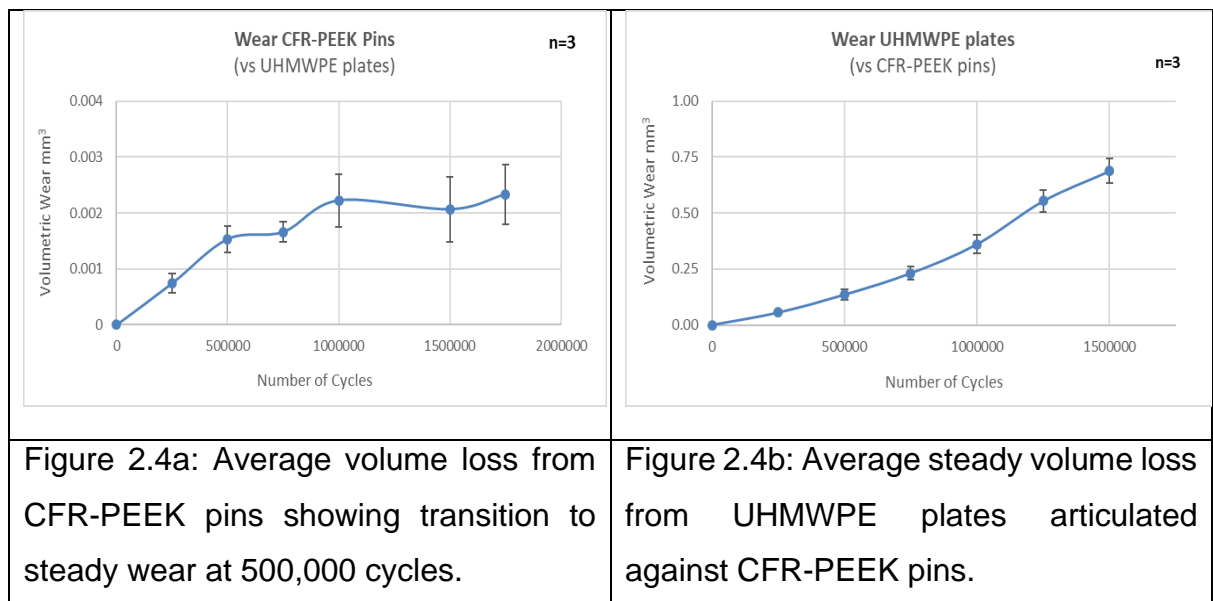 Wear CFR-PEEK Pins
(vs UHMWPE plates)
n=3
Volumetric Wear mm³
0.004
0.003
0.002
0.001
0
0 500000 1000000 1500000 2000000
Number of Cycles
Wear UHMWPE plates
(vs CFR-PEEK pins)
n=3
Volumetric Wear mm³
1.00
0.75
0.50
0.25
0.00
0 500000 1000000 1500000
Number of Cycles
Figure 2.4a: Average volume loss from
CFR-PEEK pins showing transition to
steady wear at 500,000 cycles.
Figure 2.4b: Average steady volume loss
from UHMWPE plates articulated
against CFR-PEEK pins.